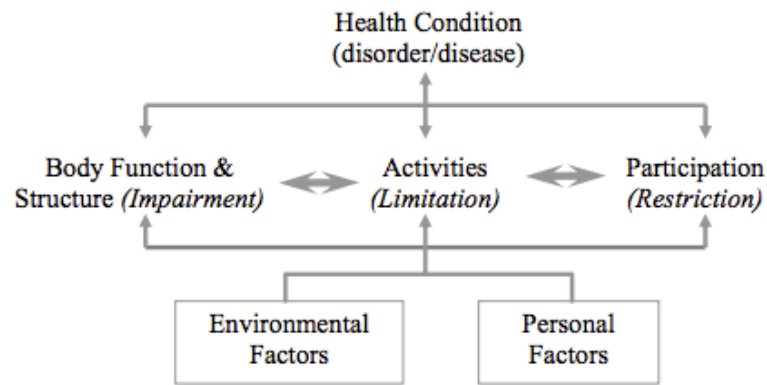 Health Condition
(disorder/disease)
Body Function &
Structure (Impairment)
Activities
(Limitation)
Participation
(Restriction)
Environmental
Factors
Personal
Factors